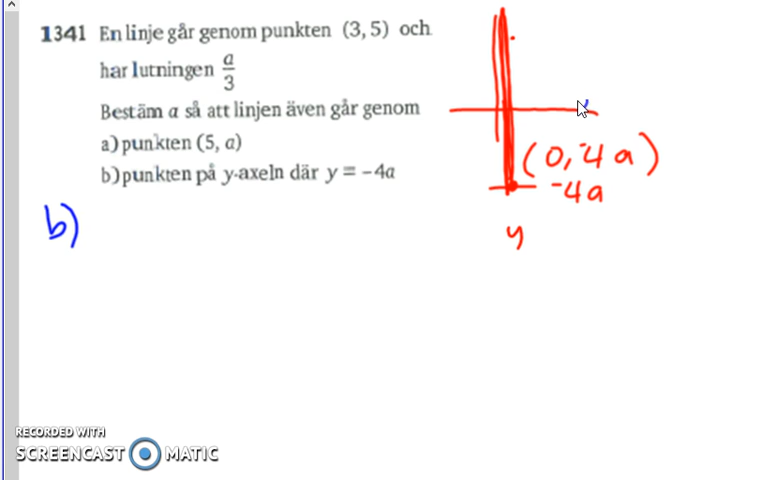 1341 En linje går genom punkten (3, 5) och
har lutningen a/3
Bestäm a så att linjen även går genom
a) punkten (5, a)
b) punkten på y-axeln där y = −4a
(0, -4a)
-4a
b)
y
RECORDED WITH
SCREENCAST MATIC